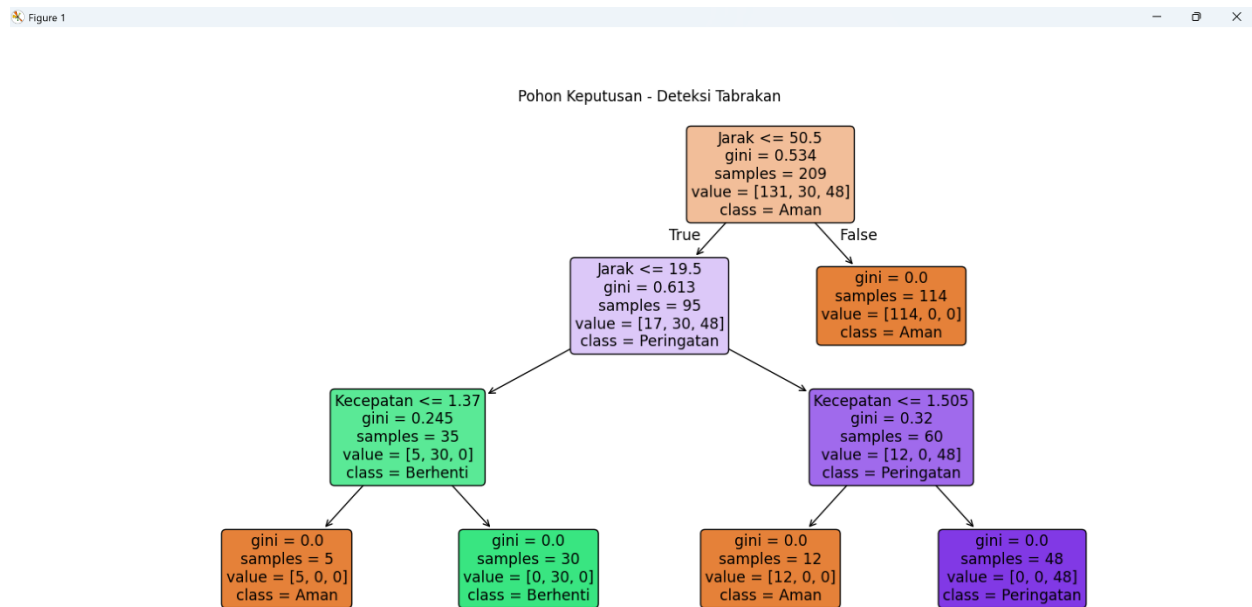 Figure 1
Pohon Keputusan - Deteksi Tabrakan
Jarak <= 50.5
gini = 0.534
samples = 209
value = [131, 30, 48]
class = Aman
True
False
Jarak <= 19.5
gini = 0.613
samples = 95
value = [17, 30, 48]
class = Peringatan
gini = 0.0
samples = 114
value = [114, 0, 0]
class = Aman
Kecepatan <= 1.37
gini = 0.245
samples = 35
value = [5, 30, 0]
class = Berhenti
Kecepatan <= 1.505
gini = 0.32
samples = 60
value = [12, 0, 48]
class = Peringatan
gini = 0.0
samples = 5
value = [5, 0, 0]
class = Aman
gini = 0.0
samples = 30
value = [0, 30, 0]
class = Berhenti
gini = 0.0
samples = 12
value = [12, 0, 0]
class = Aman
gini = 0.0
samples = 48
value = [0, 0, 48]
class = Peringatan